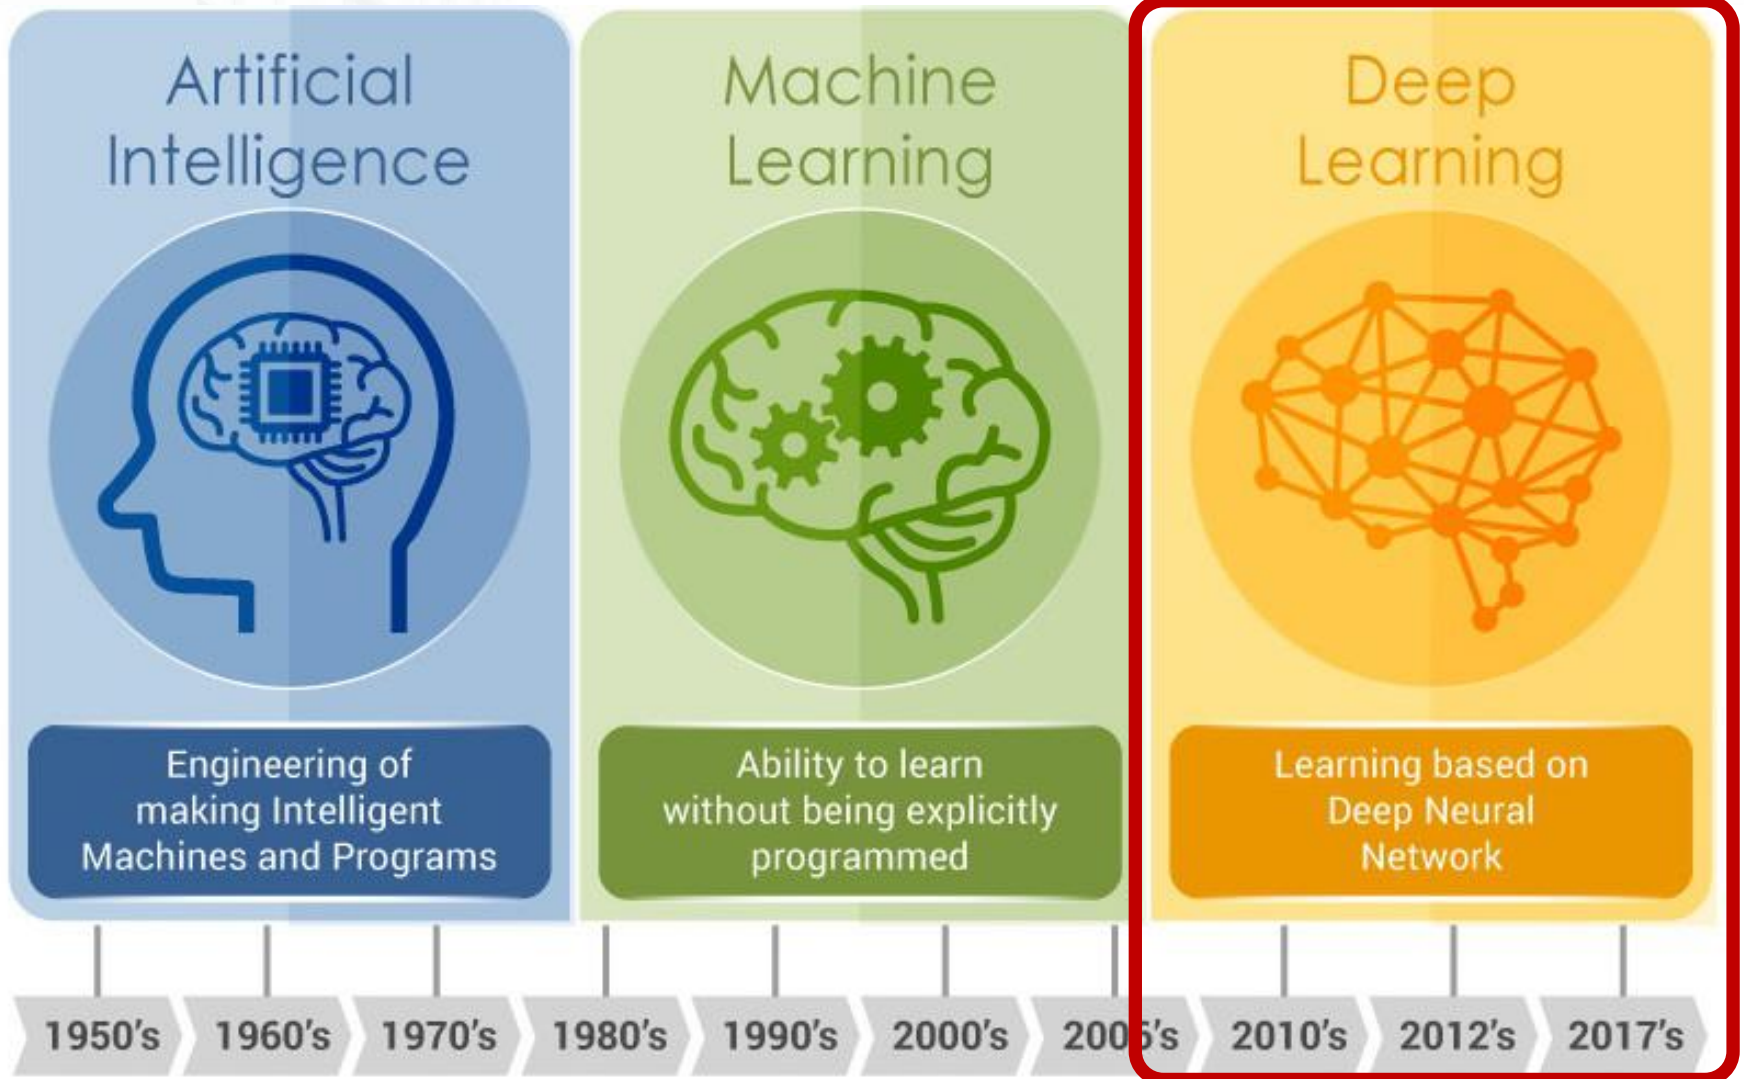 Artificial
Intelligence
Engineering of
making Intelligent
Machines and Programs
Machine
Learning
Ability to learn
without being explicitly
programmed
Deep
Learning
Learning based on
Deep Neural
Network
1950's
1960's
1970's
1980's
1990's
2000's
2006's
2010's
2012's
2017's